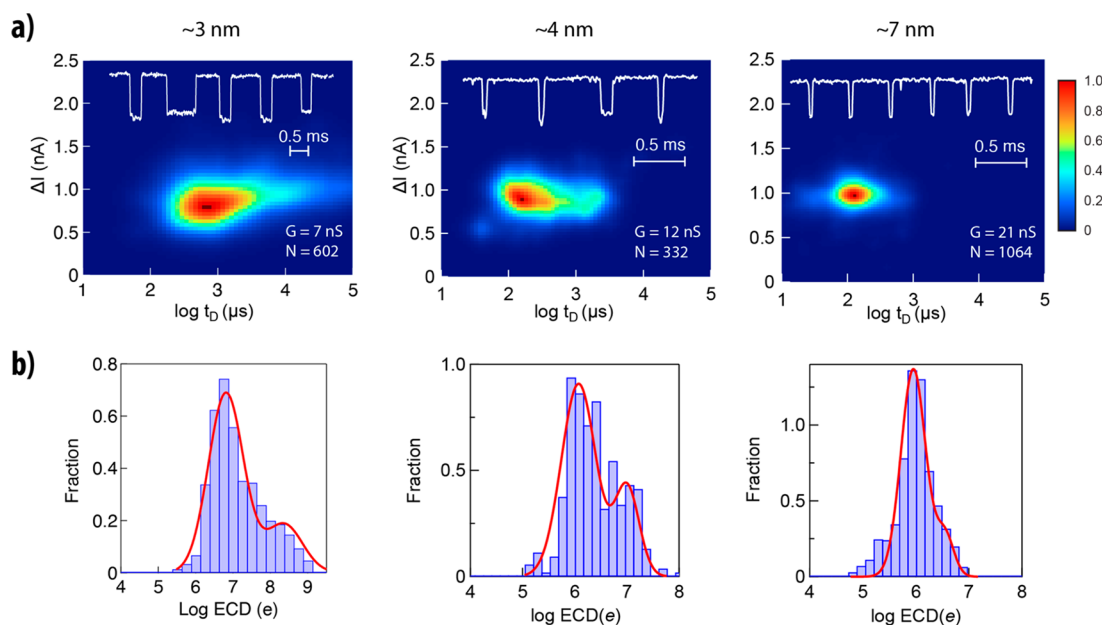 a)
~3 nm
~4 nm
~7 nm
2.5
2.0
1.5
1.0
0.5
0
ΔI (nA)
0.5 ms
G = 7 nS
N = 602
1 2 3 4 5
log t_D (μs)
2.5
2.0
1.5
1.0
0.5
0
ΔI (nA)
0.5 ms
G = 12 nS
N = 332
1 2 3 4 5
log t_D (μs)
2.5
2.0
1.5
1.0
0.5
0
ΔI (nA)
0.5 ms
G = 21 nS
N = 1064
1 2 3 4 5
log t_D (μs)
1.0
0.8
0.6
0.4
0.2
0
b)
0.8
0.6
0.4
0.2
0
Fraction
4 5 6 7 8 9
Log ECD (e)
1.0
0.5
0
Fraction
4 5 6 7 8
log ECD(e)
1.0
0.5
0
Fraction
4 5 6 7 8
log ECD(e)